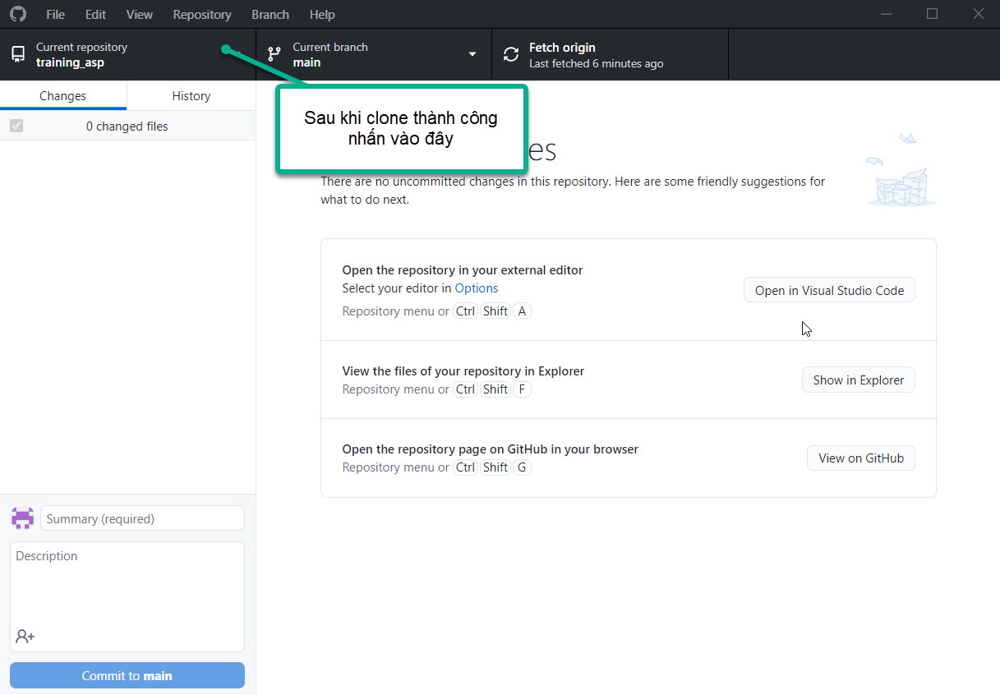 File Edit View Repository Branch Help
Current repository
training_asp
Current branch
main
Fetch origin
Last fetched 6 minutes ago
Changes History
0 changed files
Sau khi clone thành công
nhấn vào đây
es
There are no uncommitted changes in this repository. Here are some friendly suggestions for
what to do next.
Open the repository in your external editor
Select your editor in Options
Repository menu or Ctrl Shift A
Open in Visual Studio Code
View the files of your repository in Explorer
Repository menu or Ctrl Shift F
Show in Explorer
Open the repository page on GitHub in your browser
Repository menu or Ctrl Shift G
View on GitHub
Summary (required)
Description
Commit to main